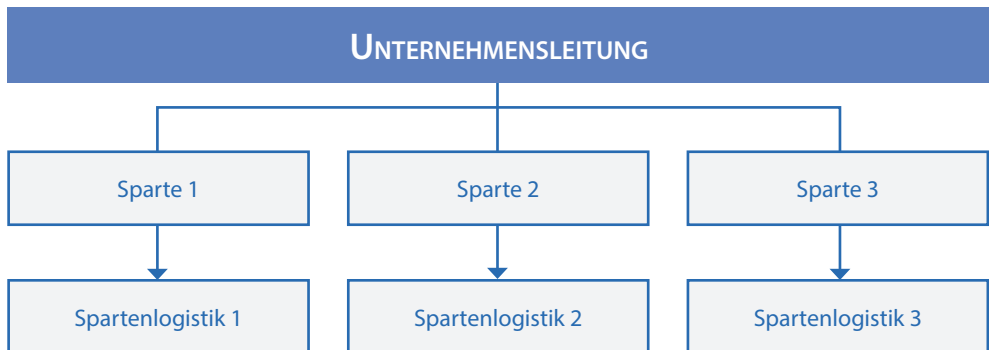 UNTERNEHMENSLEITUNG
Sparte 1
Sparte 2
Sparte 3
Spartenlogistik 1
Spartenlogistik 2
Spartenlogistik 3